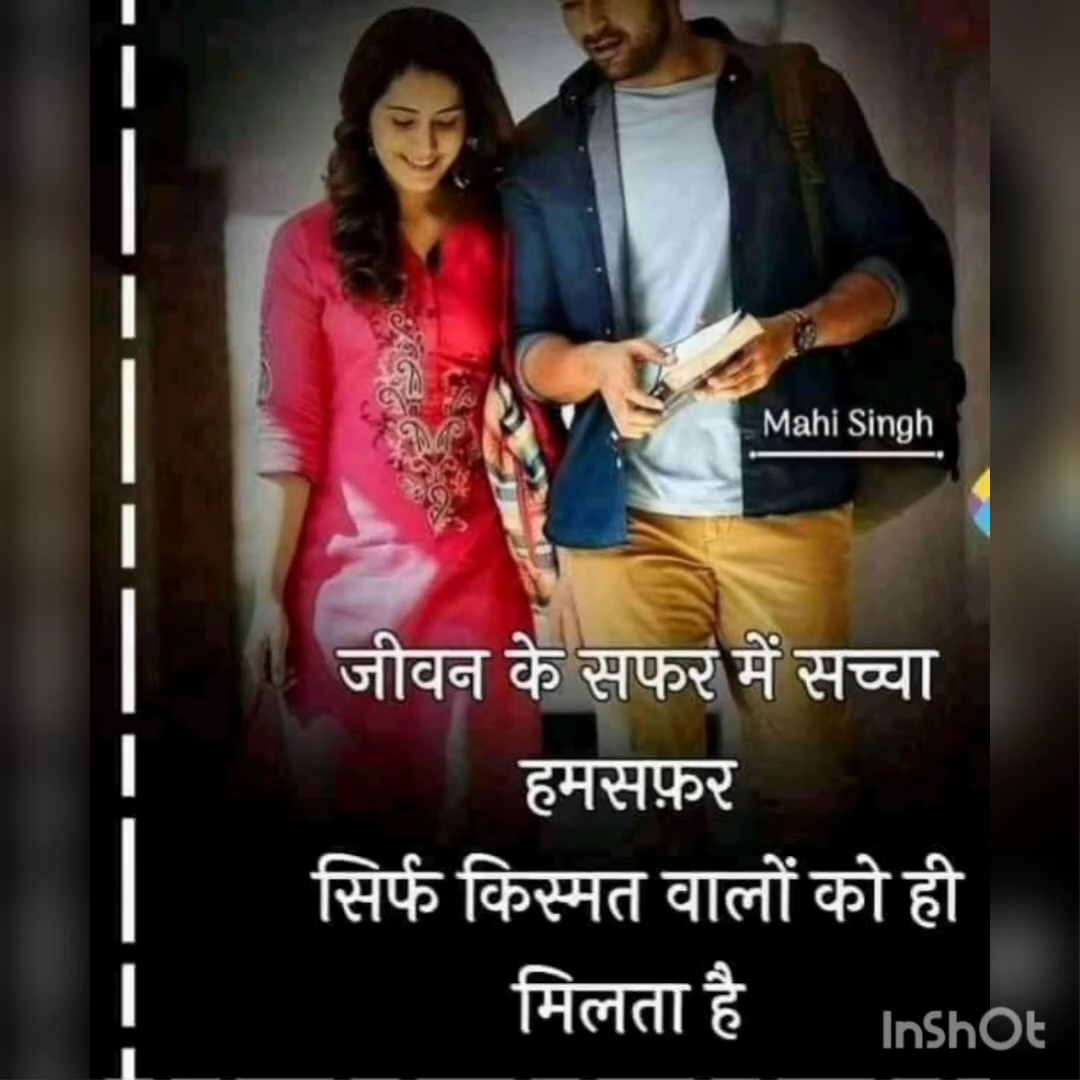 Mahi Singh
जीवन के सफर में सच्चा
हमसफ़र
सिर्फ किस्मत वालों को ही
मिलता है
InShOt